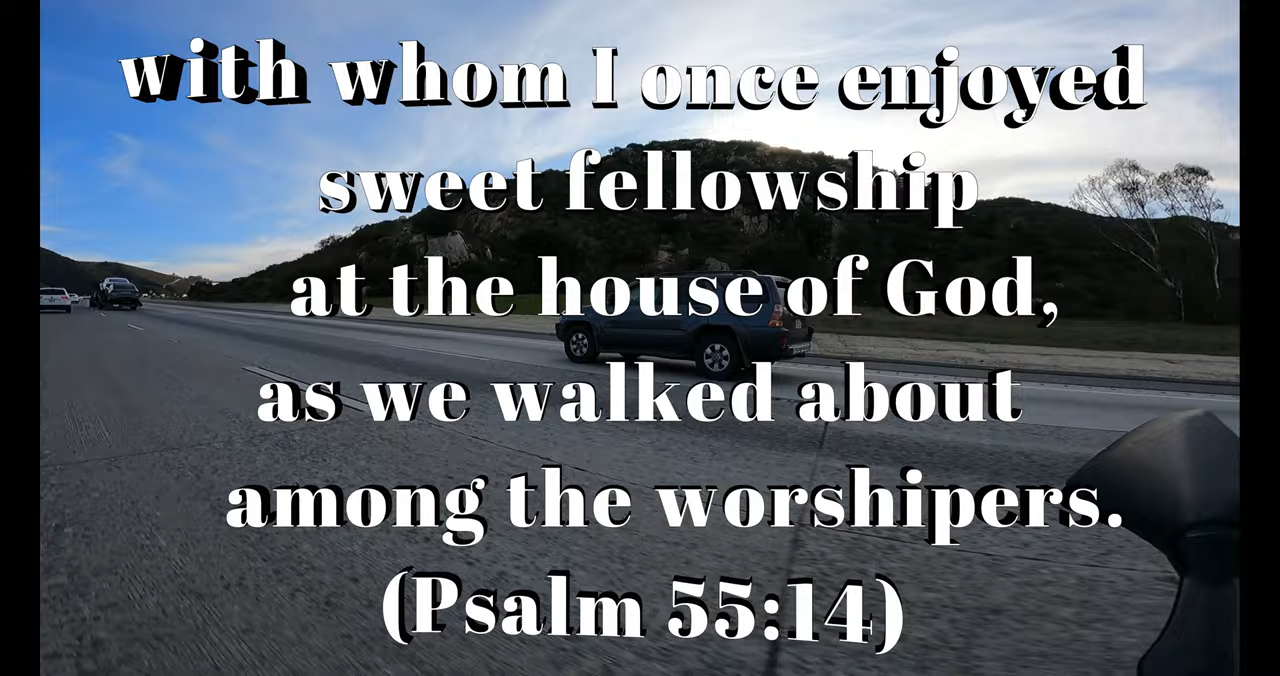 with whom I once enjoyed
sweet fellowship
at the house of God,
as we walked about
among the worshipers.
(Psalm 55:14)